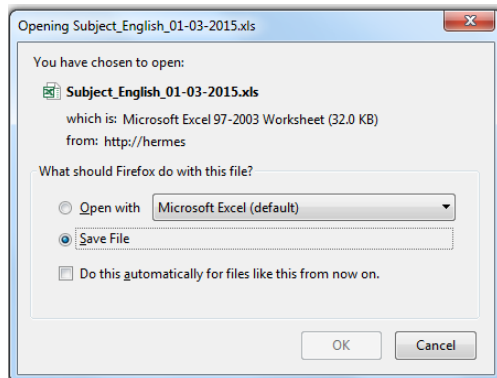 Opening Subject_English_01-03-2015.xls
x
You have chosen to open:
Subject_English_01-03-2015.xls
which is: Microsoft Excel 97-2003 Worksheet (32.0 KB)
from: http://hermes
What should Firefox do with this file?
Open with Microsoft Excel (default)
Save File
Do this automatically for files like this from now on.
OK Cancel